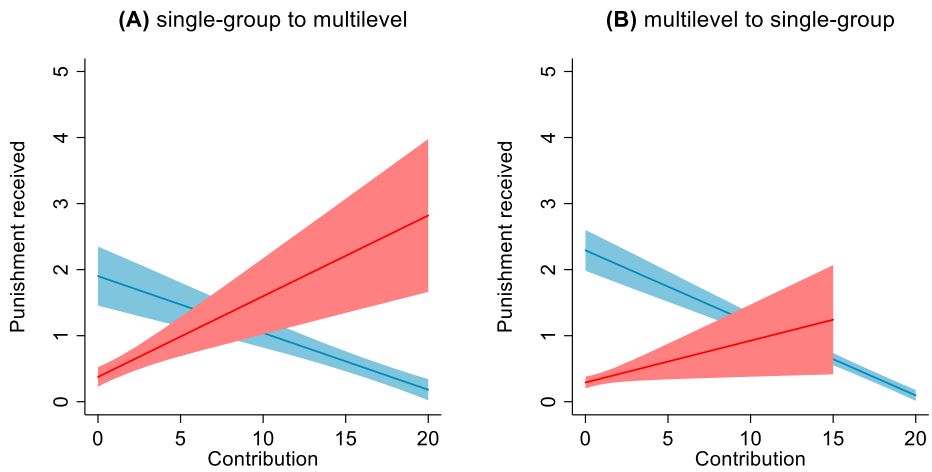 (A) single-group to multilevel
5
4
3
2
1
0
Punishment received
0 5 10 15 20
Contribution
(B) multilevel to single-group
5
4
3
2
1
0
Punishment received
0 5 10 15 20
Contribution